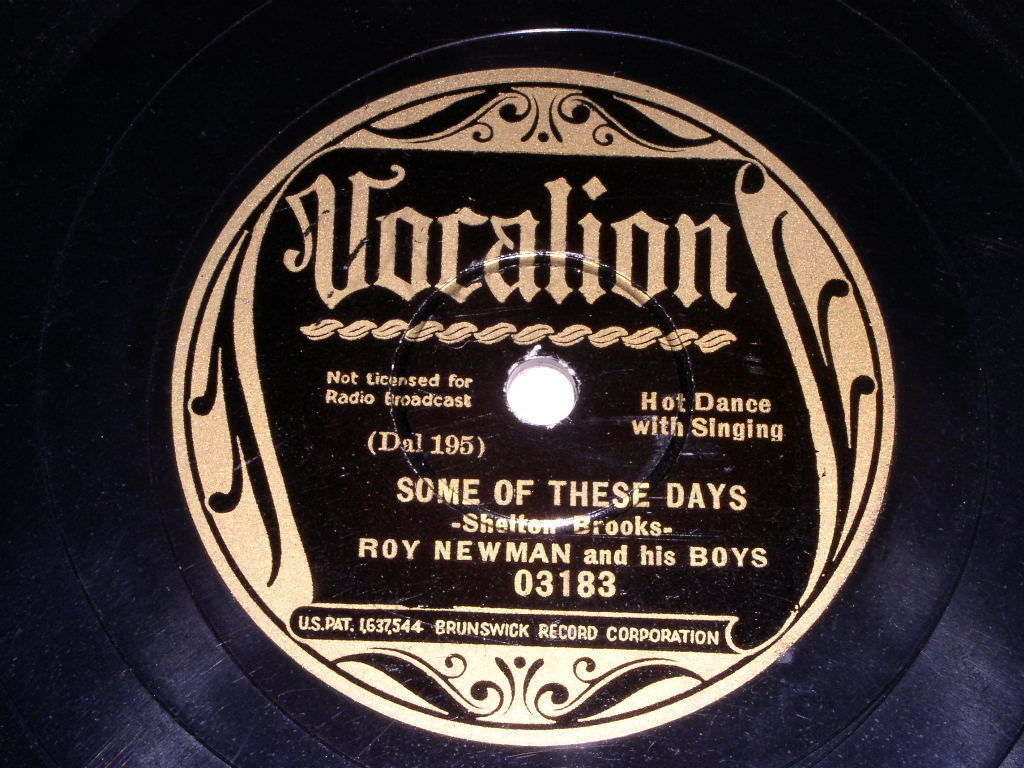 Vocalion
Not Licensed for
Radio Broadcast
Hot Dance
with Singing
(Dal 195)
SOME OF THESE DAYS
-Shelton Brooks-
ROY NEWMAN and his BOYS
03183
U.S.PAT. 1,637,544 BRUNSWICK RECORD CORPORATION